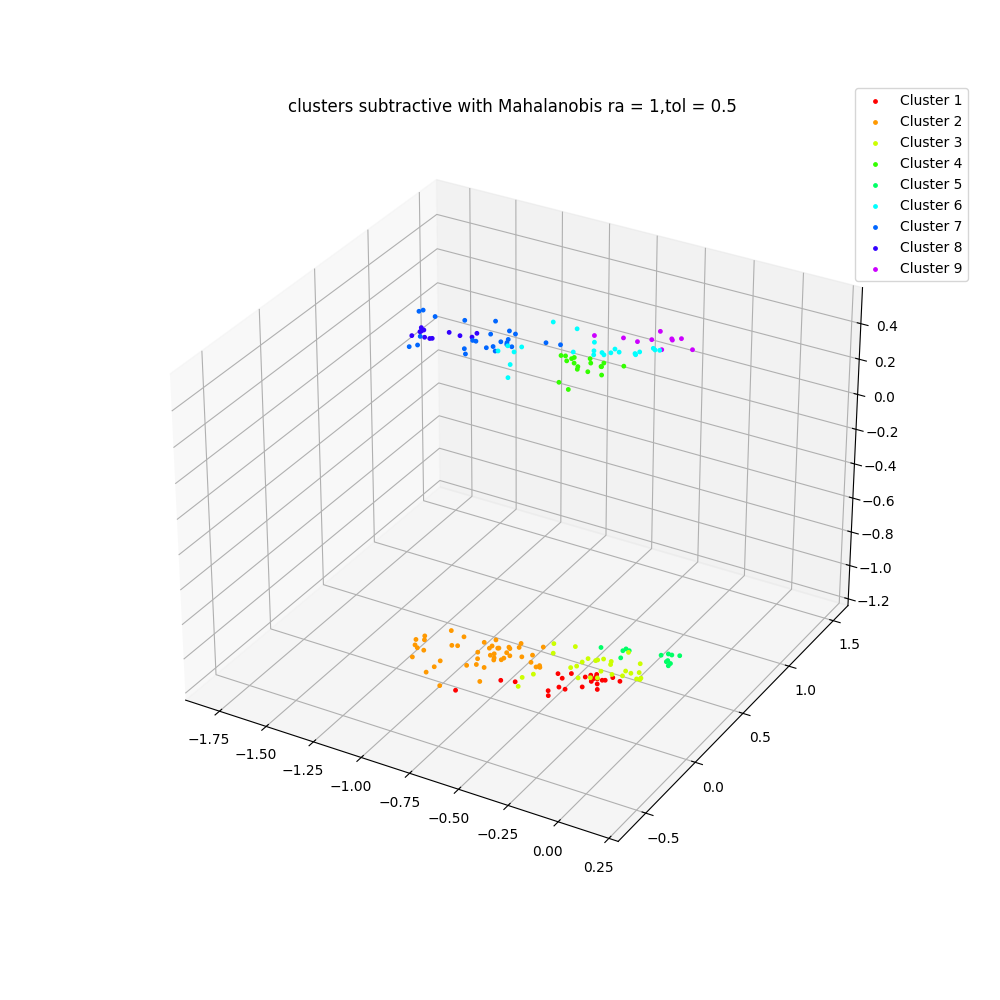 clusters subtractive with Mahalanobis ra = 1,tol = 0.5
Cluster 1
Cluster 2
Cluster 3
Cluster 4
Cluster 5
Cluster 6
Cluster 7
Cluster 8
Cluster 9
0.4
0.2
0.0
−0.2
−0.4
−0.6
−0.8
−1.0
−1.2
1.5
1.0
0.5
0.0
−0.5
−1.75
−1.50
−1.25
−1.00
−0.75
−0.50
−0.25
0.00
0.25